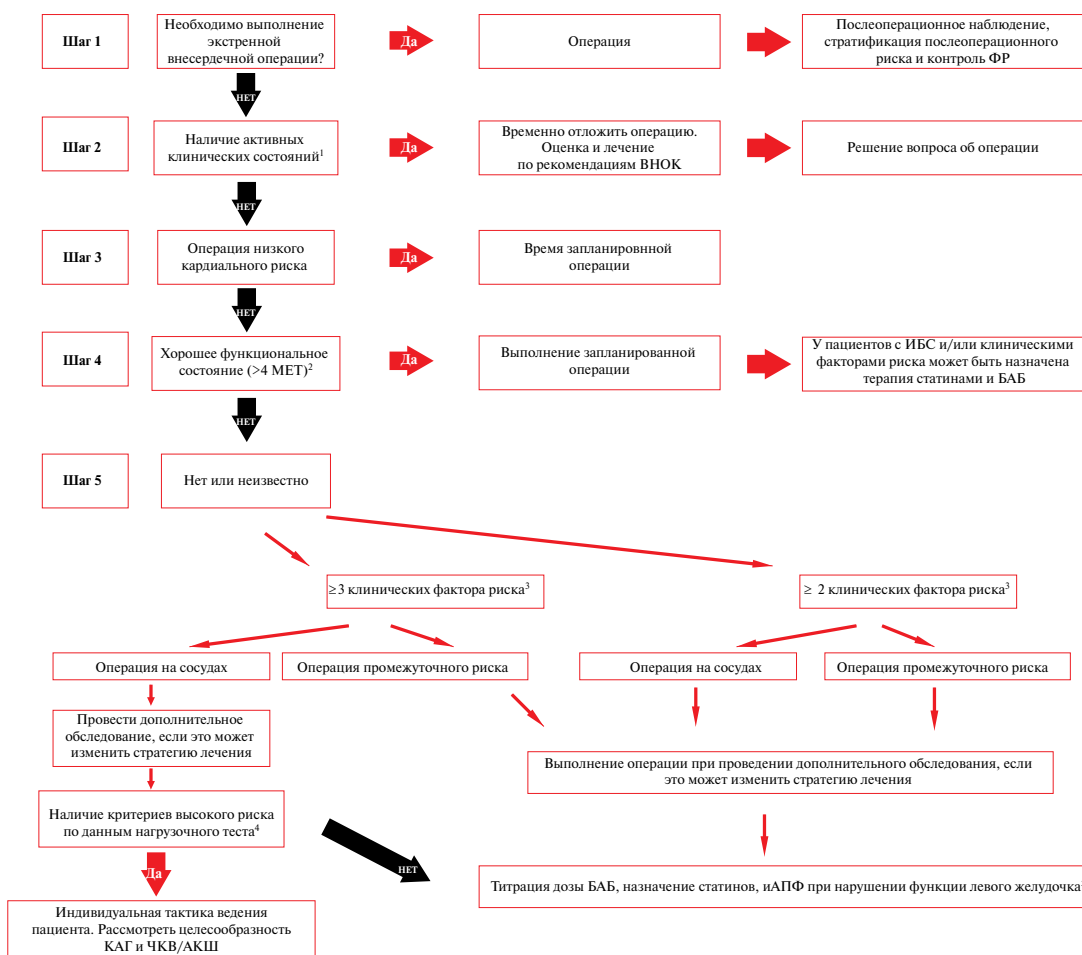 Шаг 1
Необходимо выполнение
экстренной
внесердечной операции?
Да
Операция
Послеоперационное наблюдение,
стратификация послеоперационного
риска и контроль ФР
НЕТ
Шаг 2
Наличие активных
клинических состояний¹
Да
Временно отложить операцию.
Оценка и лечение
по рекомендациям ВНОК
Решение вопроса об операции
НЕТ
Шаг 3
Операция низкого
кардиального риска
Да
Время запланировнной
операции
НЕТ
Шаг 4
Хорошее функциональное
состояние (>4 МЕТ)²
Да
Выполнение запланированной
операции
У пациентов с ИБС и/или клиническими
факторами риска может быть назначена
терапия статинами и БАБ
НЕТ
Шаг 5
Нет или неизвестно
≥3 клинических фактора риска³
≥ 2 клинических фактора риска³
Операция на сосудах
Операция промежуточного риска
Операция на сосудах
Операция промежуточного риска
Провести дополнительное
обследование, если это может
изменить стратегию лечения
Выполнение операции при проведении дополнительного обследования, если
это может изменить стратегию лечения
Наличие критериев высокого риска
по данным нагрузочного теста⁴
НЕТ
Да
Титрация дозы БАБ, назначение статинов, иАПФ при нарушении функции левого желудочка
Индивидуальная тактика ведения
пациента. Рассмотреть целесообразность
КАГ и ЧКВ/АКШ